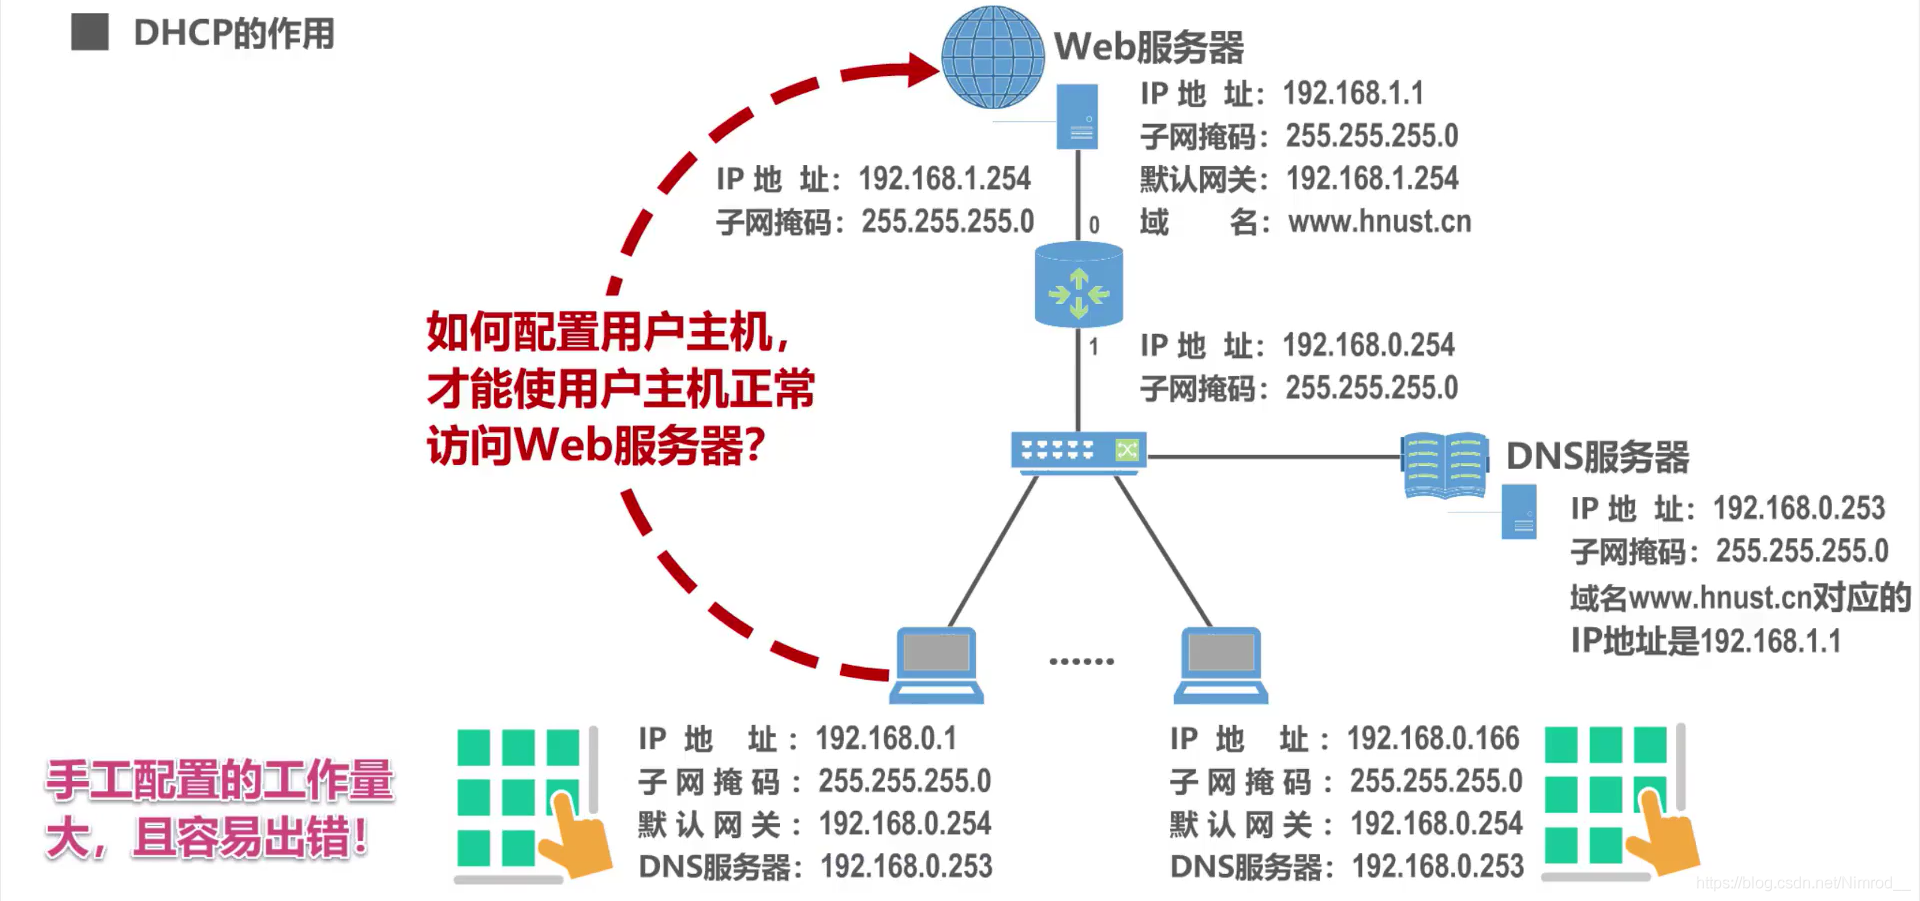 DHCP的作用
Web服务器
IP 地 址：192.168.1.1
子网掩码：255.255.255.0
默认网关：192.168.1.254
域 名：www.hnust.cn
IP 地 址：192.168.1.254
子网掩码：255.255.255.0
0
如何配置用户主机，
才能使用户主机正常
访问Web服务器？
1
IP 地 址：192.168.0.254
子网掩码：255.255.255.0
DNS服务器
IP 地 址：192.168.0.253
子网掩码：255.255.255.0
域名www.hnust.cn对应的
IP地址是192.168.1.1
......
手工配置的工作量
大，且容易出错！
IP 地 址：192.168.0.1
子网掩码：255.255.255.0
默认网关：192.168.0.254
DNS服务器：192.168.0.253
IP 地 址：192.168.0.166
子网掩码：255.255.255.0
默认网关：192.168.0.254
DNS服务器：192.168.0.253
https://blog.csdn.net/Nimrod__